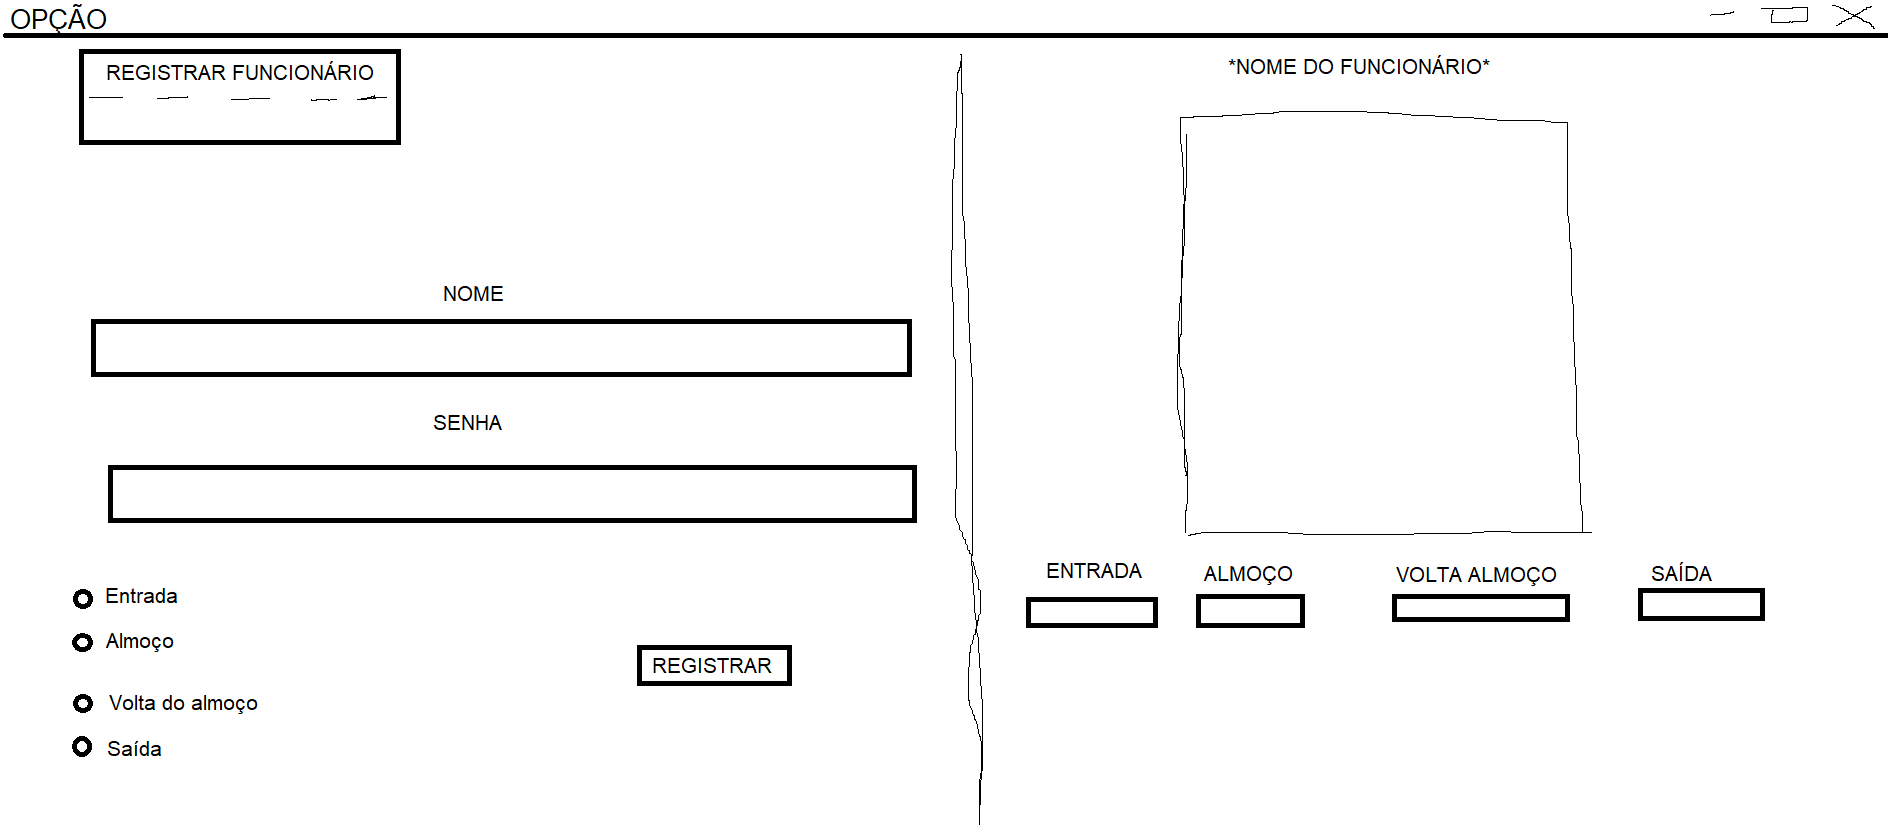 OPÇÃO
REGISTRAR FUNCIONÁRIO
NOME
SENHA
Entrada
Almoço
Volta do almoço
Saída
REGISTRAR
*NOME DO FUNCIONÁRIO*
ENTRADA
ALMOÇO
VOLTA ALMOÇO
SAÍDA